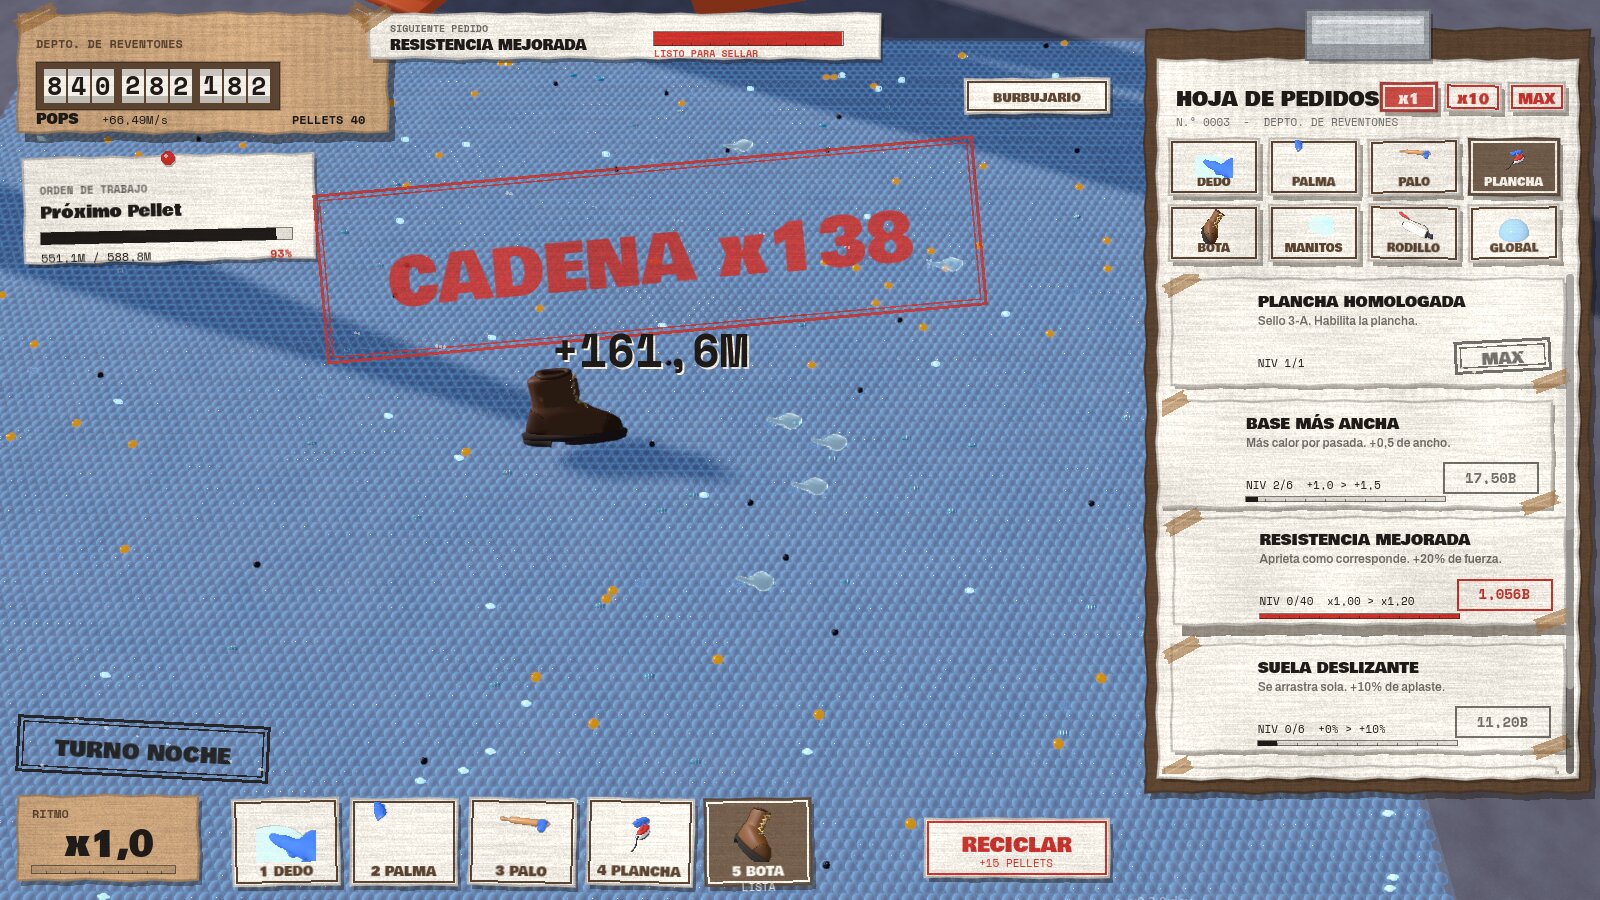 DEPTO. DE REVENTONES
840 282 182
POPS +66,49M/s PELLETS 40
SIGUIENTE PEDIDO
RESISTENCIA MEJORADA
LISTO PARA SELLAR
BURBUJARIO
ORDEN DE TRABAJO
Próximo Pellet
551,1M / 588,8M 93%
CADENA x138
+161,6M
TURNO NOCHE
RITMO
x1,0
1 DEDO
2 PALMA
3 PALO
4 PLANCHA
5 BOTA
LISTA
RECICLAR
+15 PELLETS
HOJA DE PEDIDOS
x1
x10
MAX
N.° 0003 - DEPTO. DE REVENTONES
DEDO
PALMA
PALO
PLANCHA
BOTA
MANITOS
RODILLO
GLOBAL
PLANCHA HOMOLOGADA
Sello 3-A. Habilita la plancha.
NIV 1/1
MAX
BASE MÁS ANCHA
Más calor por pasada. +0,5 de ancho.
NIV 2/6 +1,0 > +1,5
17,50B
RESISTENCIA MEJORADA
Aprieta como corresponde. +20% de fuerza.
NIV 0/40 x1,00 > x1,20
1,056B
SUELA DESLIZANTE
Se arrastra sola. +10% de aplaste.
NIV 0/6 +0% > +10%
11,20B